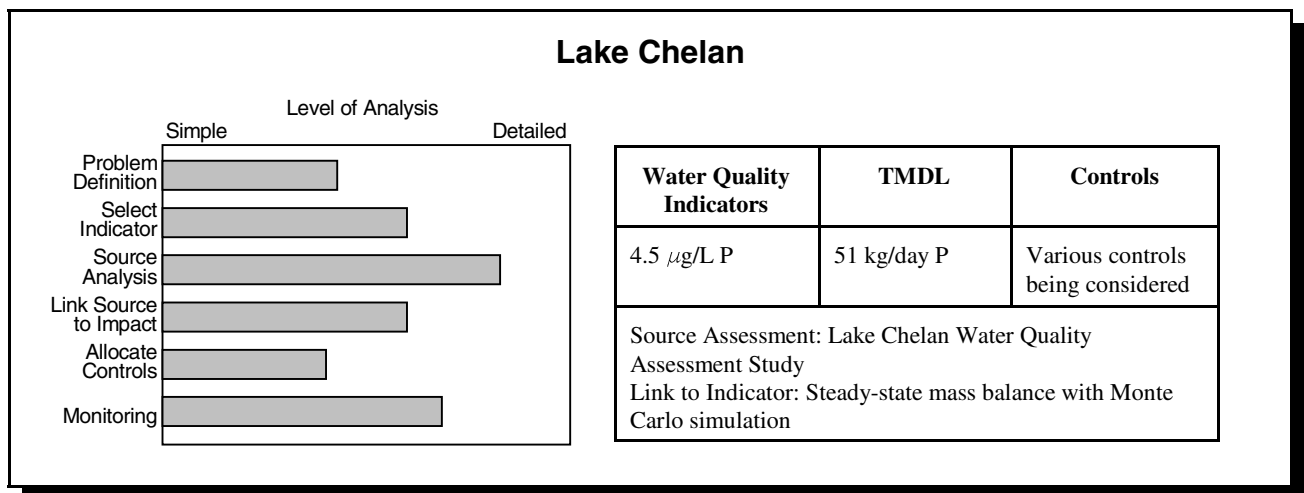 Lake Chelan
Level of Analysis
Simple
Detailed
Problem
Definition
Select
Indicator
Source
Analysis
Link Source
to Impact
Allocate
Controls
Monitoring
Water Quality
Indicators
TMDL
Controls
4.5 μg/L P
51 kg/day P
Various controls
being considered
Source Assessment: Lake Chelan Water Quality
Assessment Study
Link to Indicator: Steady-state mass balance with Monte
Carlo simulation